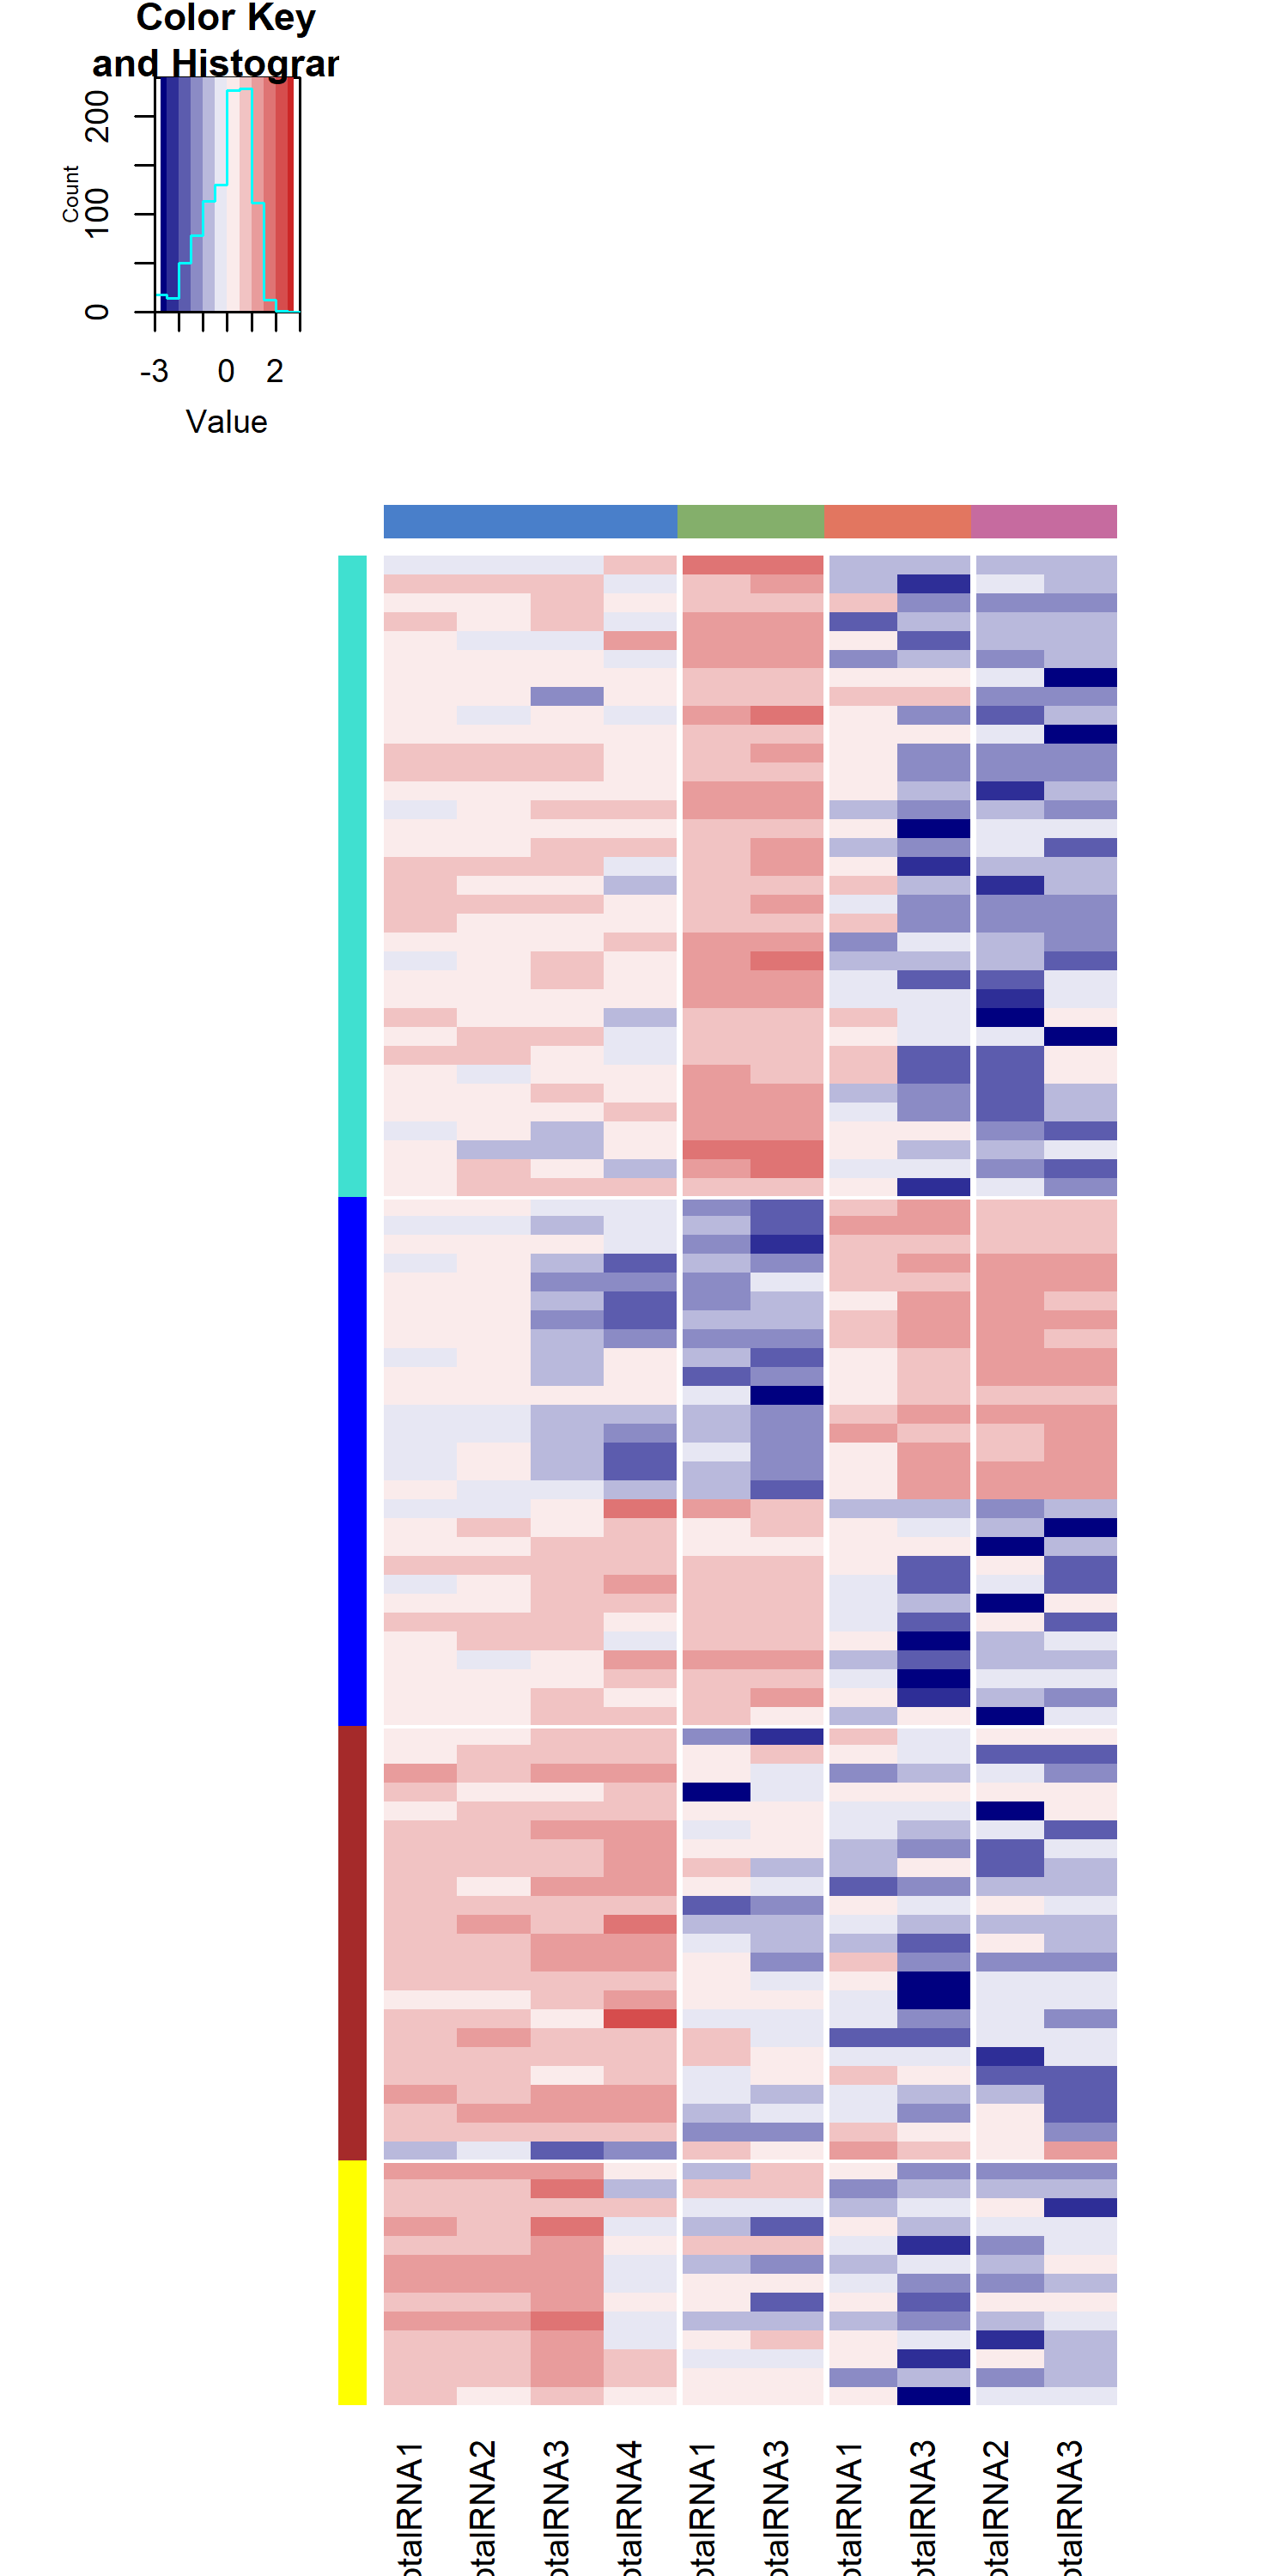 Color Key
and Histogram
200
100
0
Count
-3 0 2
Value
otalRNA1 otalRNA2 otalRNA3 otalRNA4 otalRNA1 otalRNA3 otalRNA1 otalRNA3 otalRNA2 otalRNA3